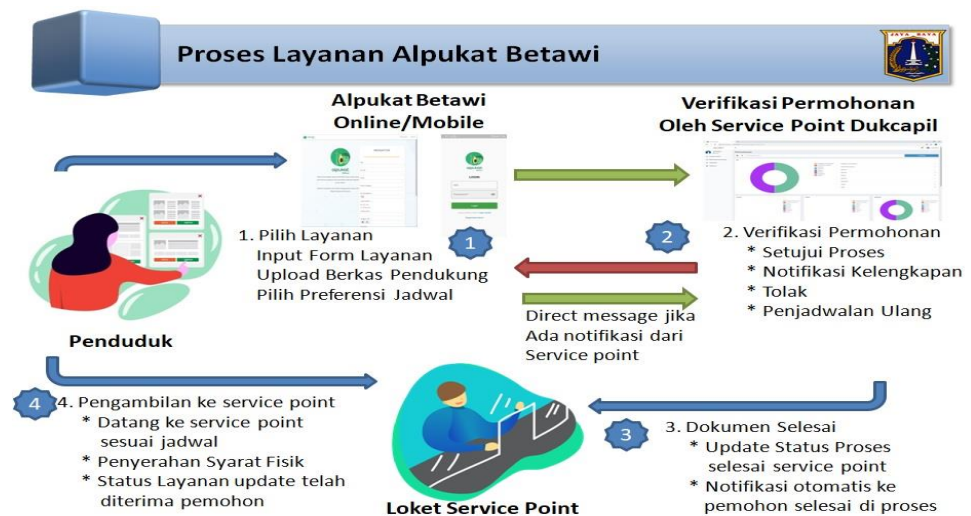 Proses Layanan Alpukat Betawi
JAYA RAYA
Alpukat Betawi
Online/Mobile
Verifikasi Permohonan
Oleh Service Point Dukcapil
1. Pilih Layanan
Input Form Layanan
Upload Berkas Pendukung
Pilih Preferensi Jadwal
1
2
2. Verifikasi Permohonan
* Setujui Proses
* Notifikasi Kelengkapan
* Tolak
* Penjadwalan Ulang
Direct message jika
Ada notifikasi dari
Service point
Penduduk
4
4. Pengambilan ke service point
* Datang ke service point
sesuai jadwal
* Penyerahan Syarat Fisik
* Status Layanan update telah
diterima pemohon
Loket Service Point
3
3. Dokumen Selesai
* Update Status Proses
selesai service point
* Notifikasi otomatis ke
pemohon selesai di proses